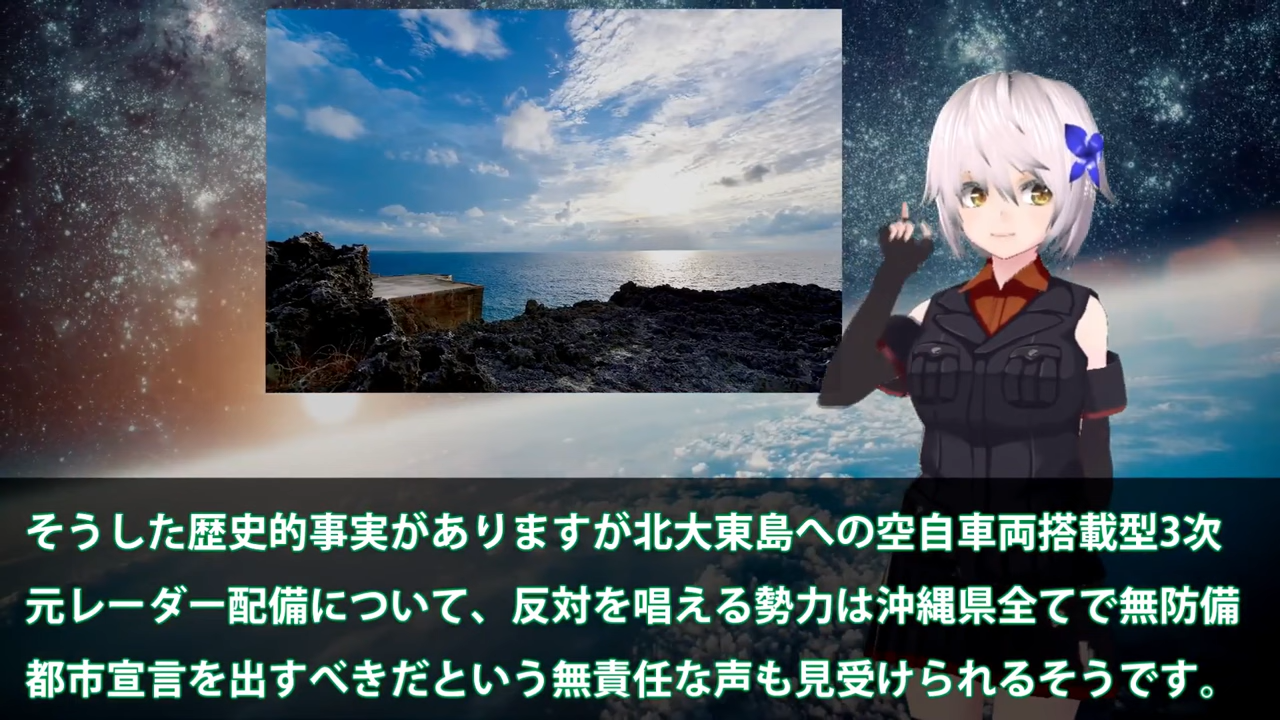 そうした歴史的事実がありますが北大東島への空自車両搭載型3次
元レーダー配備について、反対を唱える勢力は沖縄県全てで無防備
都市宣言を出すべきだという無責任な声も見受けられるそうです。